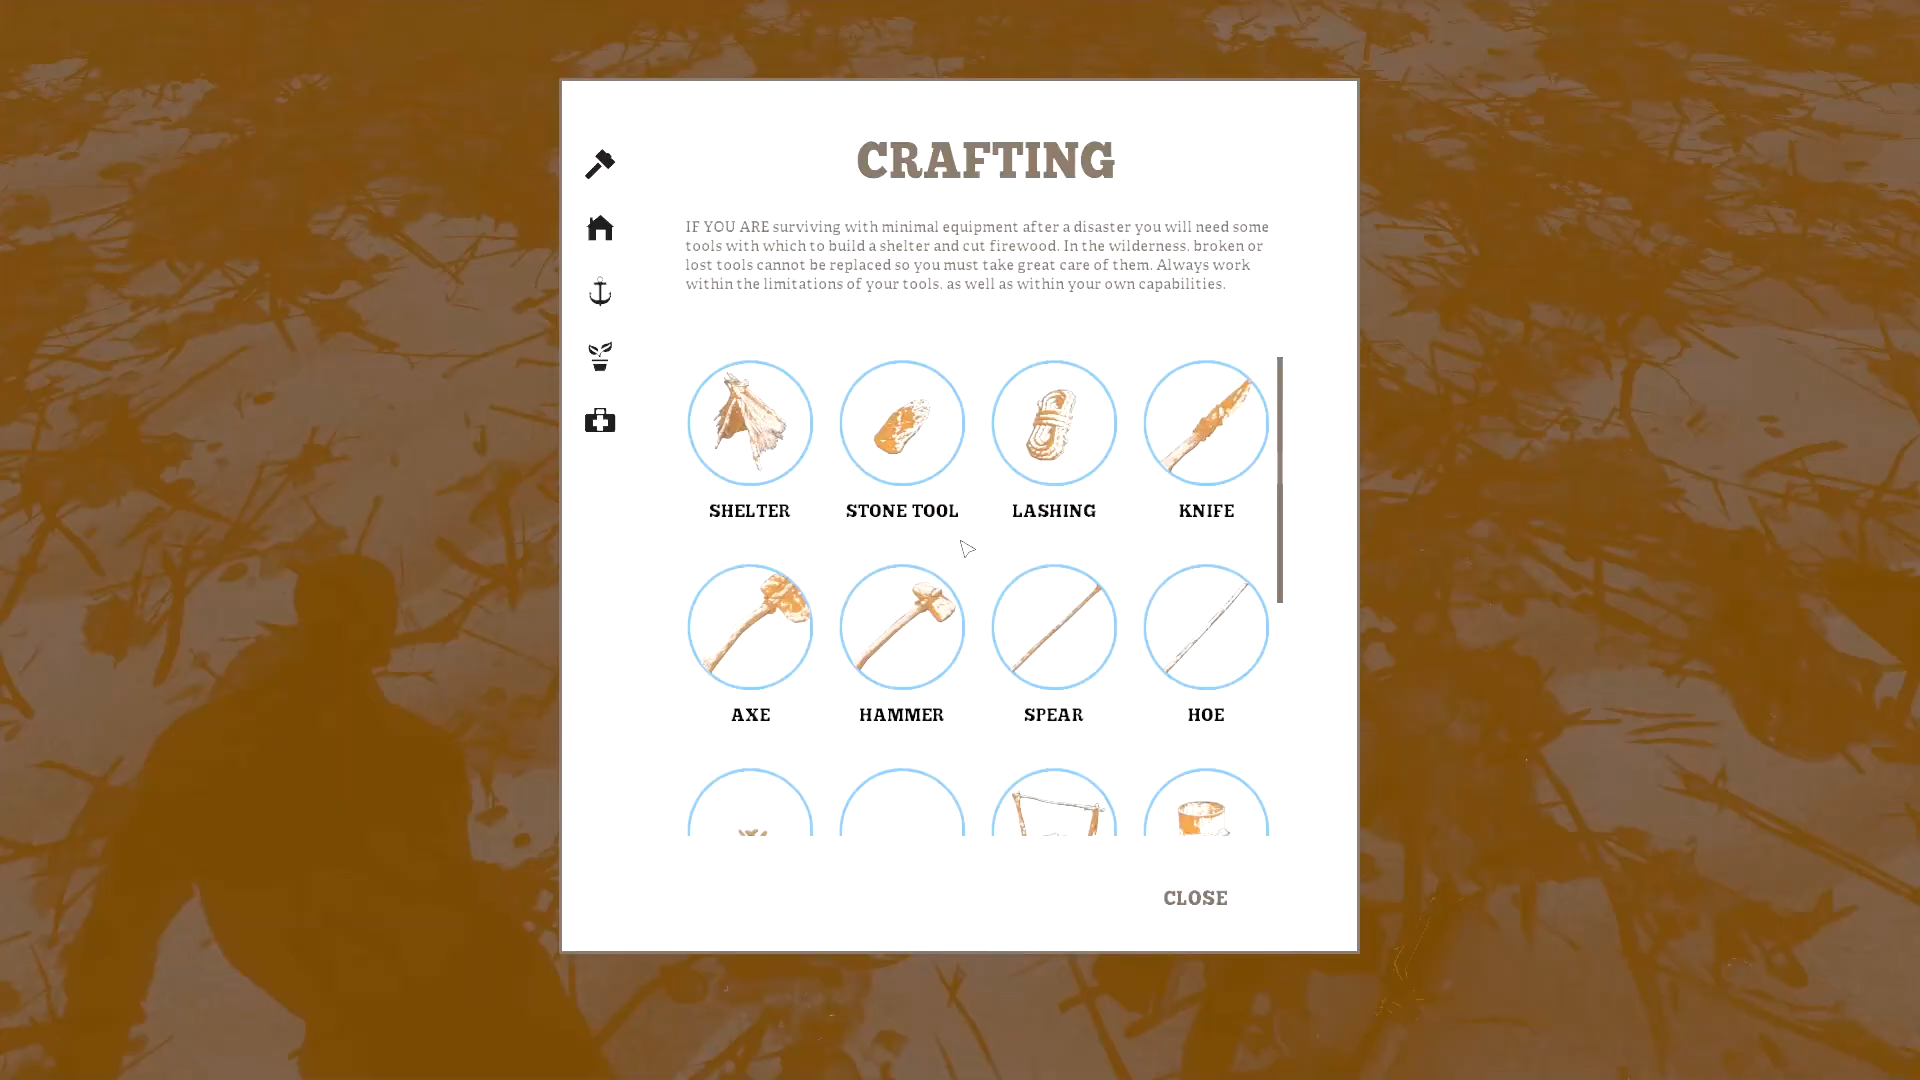 CRAFTING
IF YOU ARE surviving with minimal equipment after a disaster you will need some
tools with which to build a shelter and cut firewood. In the wilderness, broken or
lost tools cannot be replaced so you must take great care of them. Always work
within the limitations of your tools, as well as within your own capabilities.
SHELTER STONE TOOL LASHING KNIFE
AXE HAMMER SPEAR HOE
CLOSE